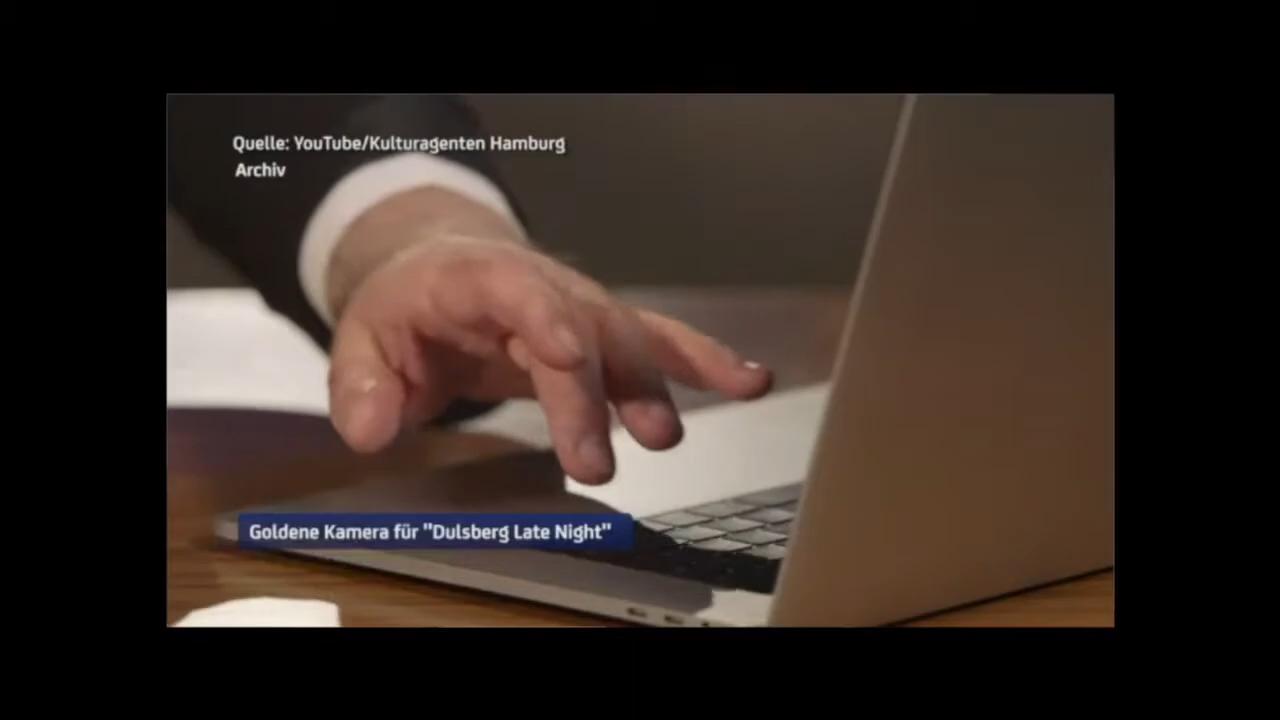 Quelle: YouTube/Kulturagenten Hamburg
Archiv
Goldene Kamera für "Dulsberg Late Night"